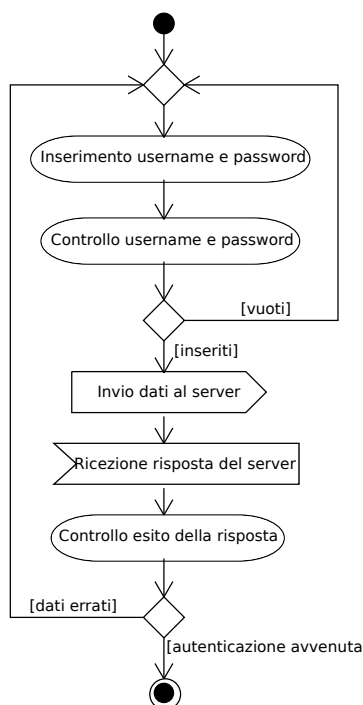 Inserimento username e password
Controllo username e password
[vuoti]
[inseriti]
Invio dati al server
Ricezione risposta del server
Controllo esito della risposta
[dati errati]
[autenticazione avvenuta